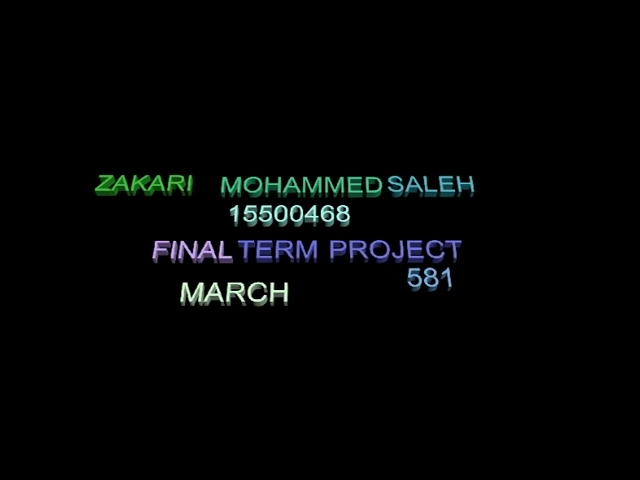 ZAKARI MOHAMMED SALEH
15500468
FINAL TERM PROJECT
581
MARCH